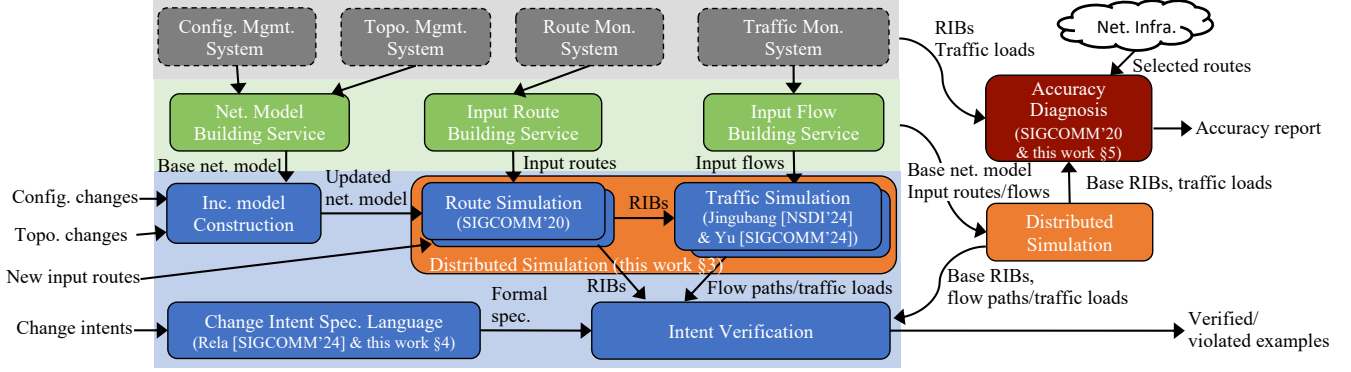 Config. Mgmt.
System
Topo. Mgmt.
System
Route Mon.
System
Traffic Mon.
System
RIBs
Traffic loads
Net. Infra.
Selected routes
Net. Model
Building Service
Input Route
Building Service
Input Flow
Building Service
Accuracy
Diagnosis
(SIGCOMM'20
& this work §5)
Accuracy report
Base net. model
Input routes
Input flows
Base net. model
Input routes/flows
Base RIBs, traffic loads
Config. changes
Topo. changes
New input routes
Inc. model
Construction
Updated
net. model
Route Simulation
(SIGCOMM'20)
RIBs
Traffic Simulation
(Jingubang [NSDI'24]
& Yu [SIGCOMM'24])
Distributed Simulation (this work §3)
Distributed
Simulation
RIBs
Flow paths/traffic loads
Base RIBs,
flow paths/traffic loads
Change intents
Change Intent Spec. Language
(Rela [SIGCOMM'24] & this work §4)
Formal
spec.
Intent Verification
Verified/
violated examples